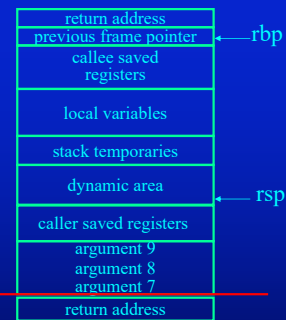 return address
previous frame pointer
rbp
callee saved
registers
local variables
stack temporaries
dynamic area
rsp
caller saved registers
argument 9
argument 8
argument 7
return address